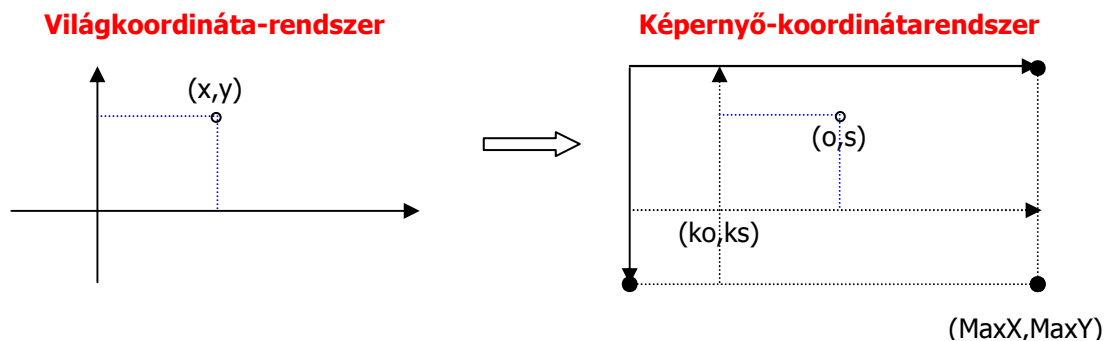 Világkoordináta-rendszer
Képernyő-koordinátarendszer
(x,y)
(o,s)
(ko,ks)
(MaxX,MaxY)